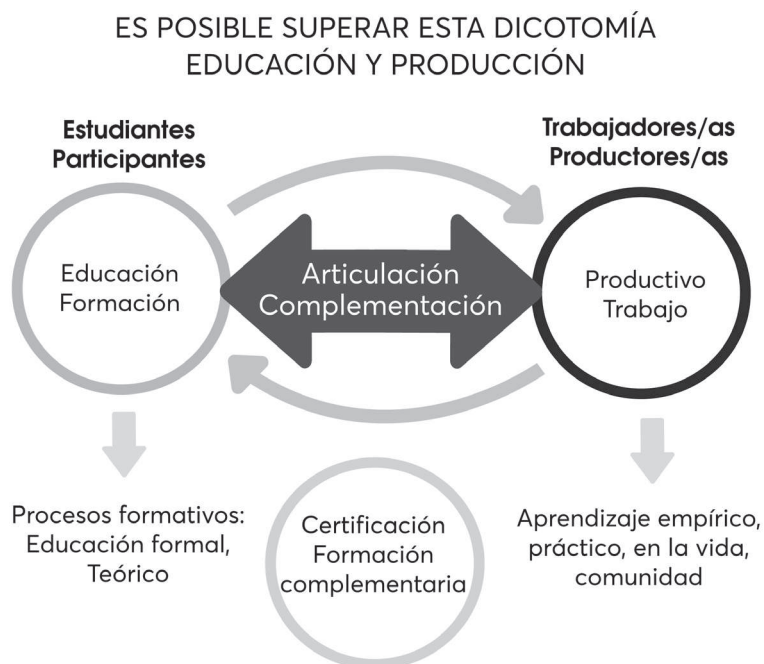 ES POSIBLE SUPERAR ESTA DICOTOMÍA
EDUCACIÓN Y PRODUCCIÓN
Estudiantes
Participantes
Trabajadores/as
Productores/as
Educación
Formación
Articulación
Complementación
Productivo
Trabajo
Procesos formativos:
Educación formal,
Teórico
Certificación
Formación
complementaria
Aprendizaje empírico,
práctico, en la vida,
comunidad